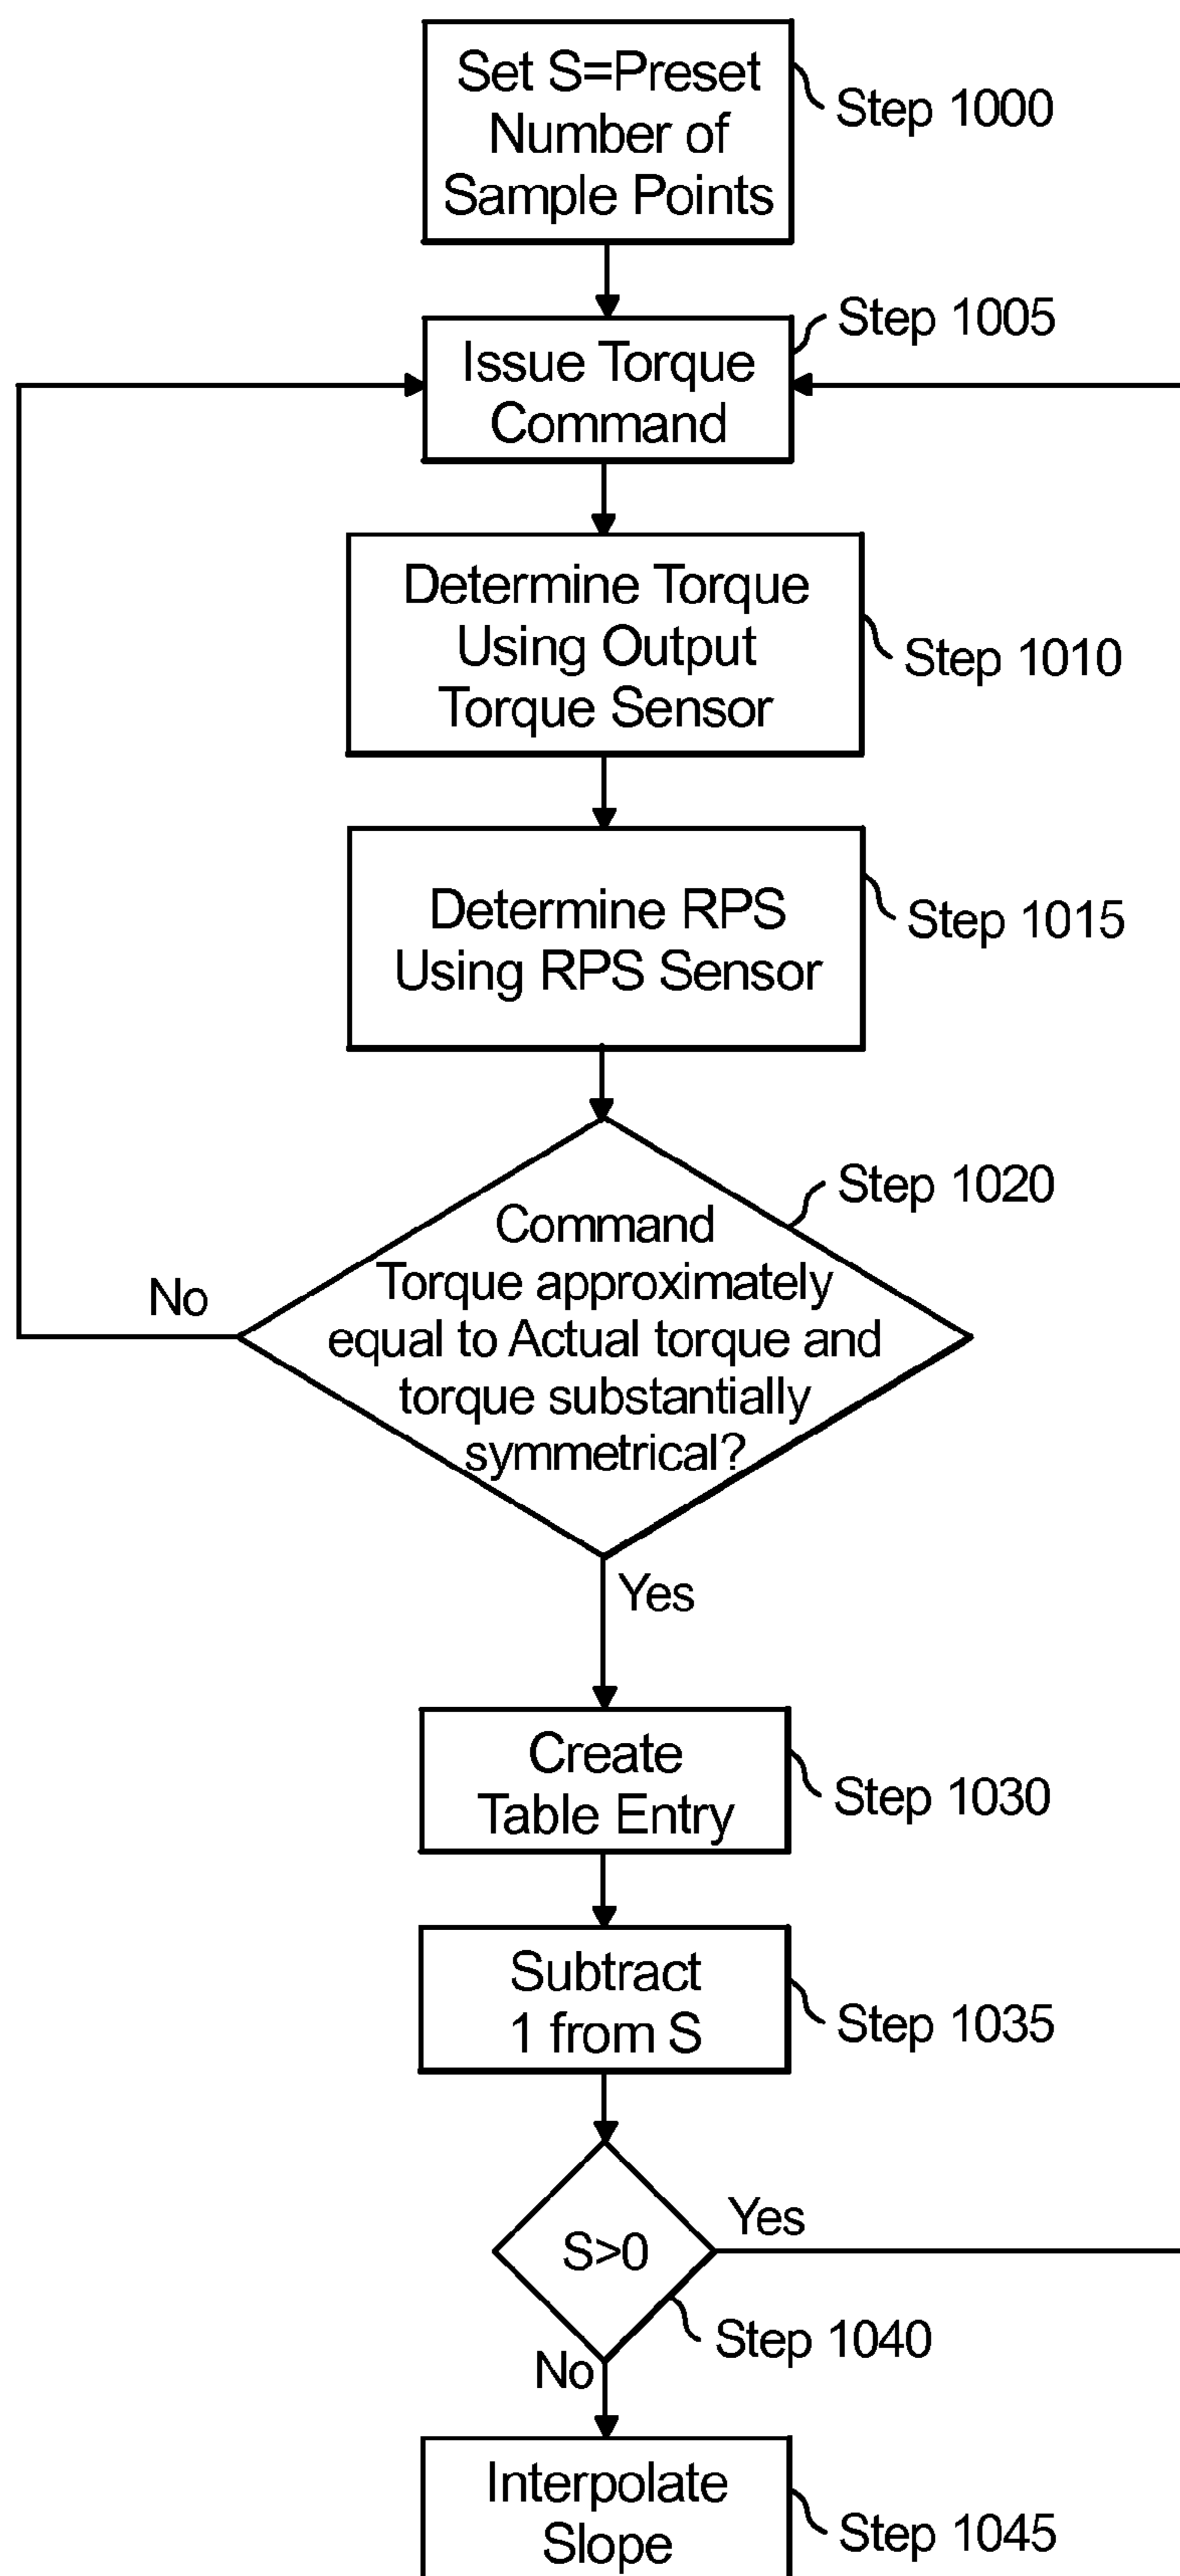 Set S=Preset
Number of
Sample Points
Step 1000
Step 1005
Issue Torque
Command
Determine Torque
Using Output
Torque Sensor
Step 1010
Determine RPS
Using RPS Sensor
Step 1015
Step 1020
Command
Torque approximately
equal to Actual torque and
torque substantially
symmetrical?
No
Yes
Create
Table Entry
Step 1030
Subtract
1 from S
Step 1035
S>0
Yes
Step 1040
No
Interpolate
Slope
Step 1045